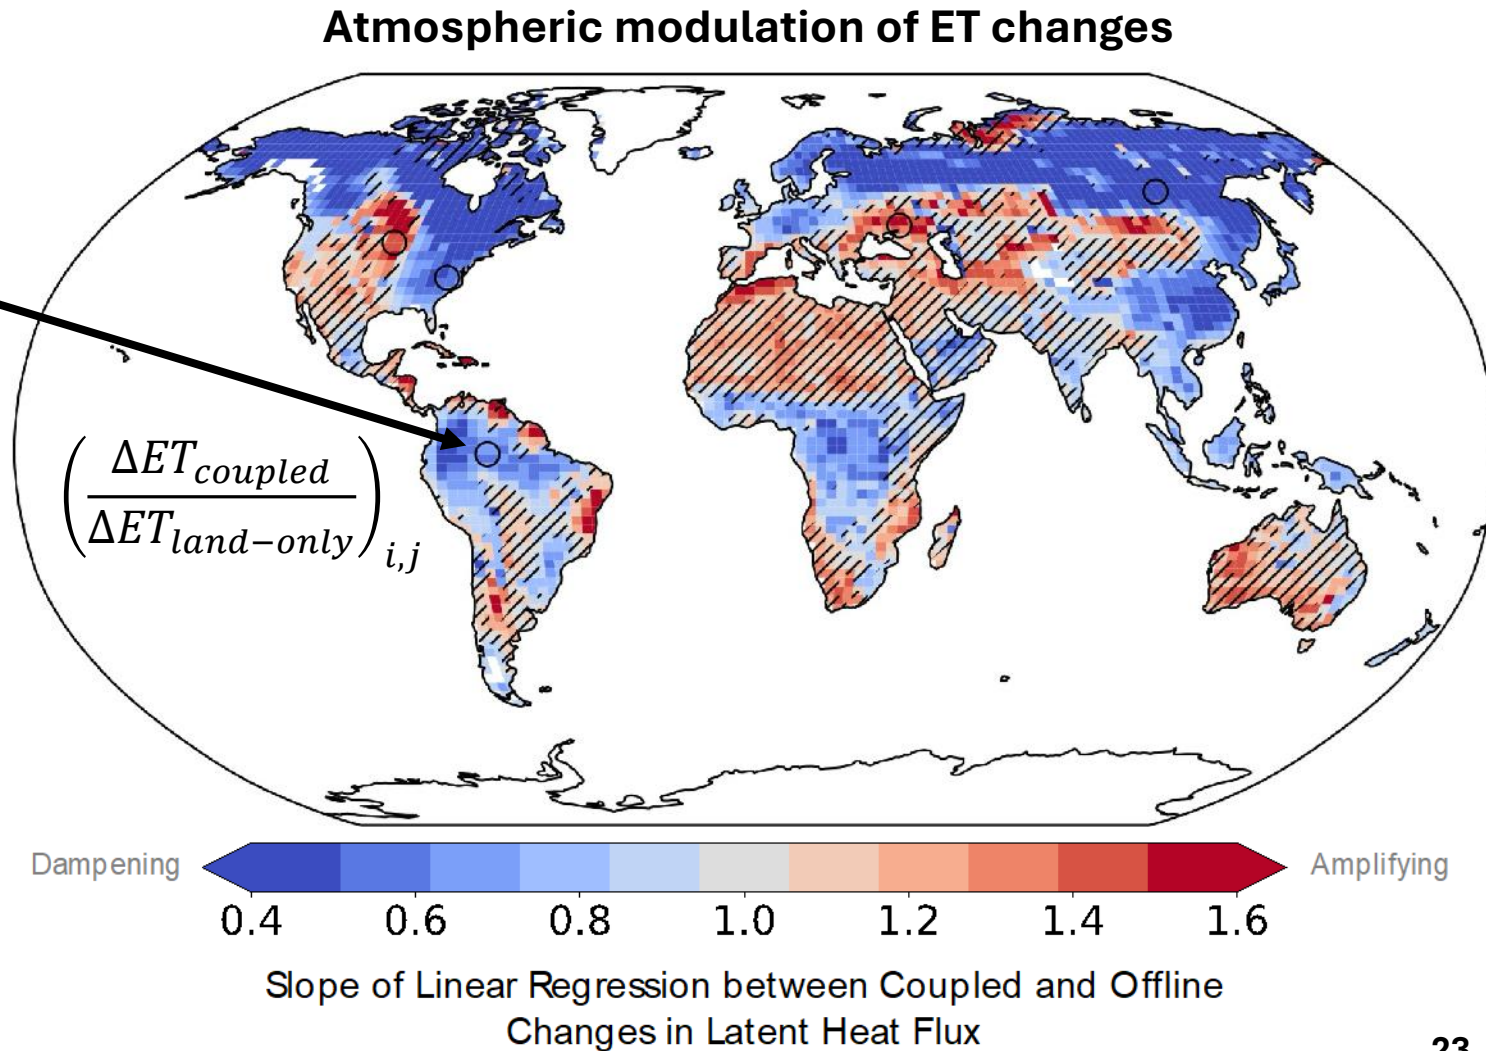 Atmospheric modulation of ET changes
(ΔET_coupled / ΔET_land−only)_i,j
Dampening
Amplifying
0.4 0.6 0.8 1.0 1.2 1.4 1.6
Slope of Linear Regression between Coupled and Offline
Changes in Latent Heat Flux
23